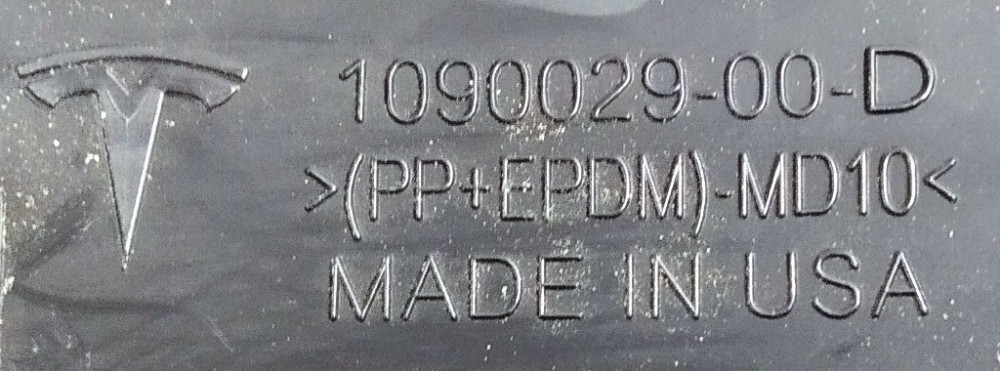 1090029-00-D
>(PP+EPDM)-MD10<
MADE IN USA